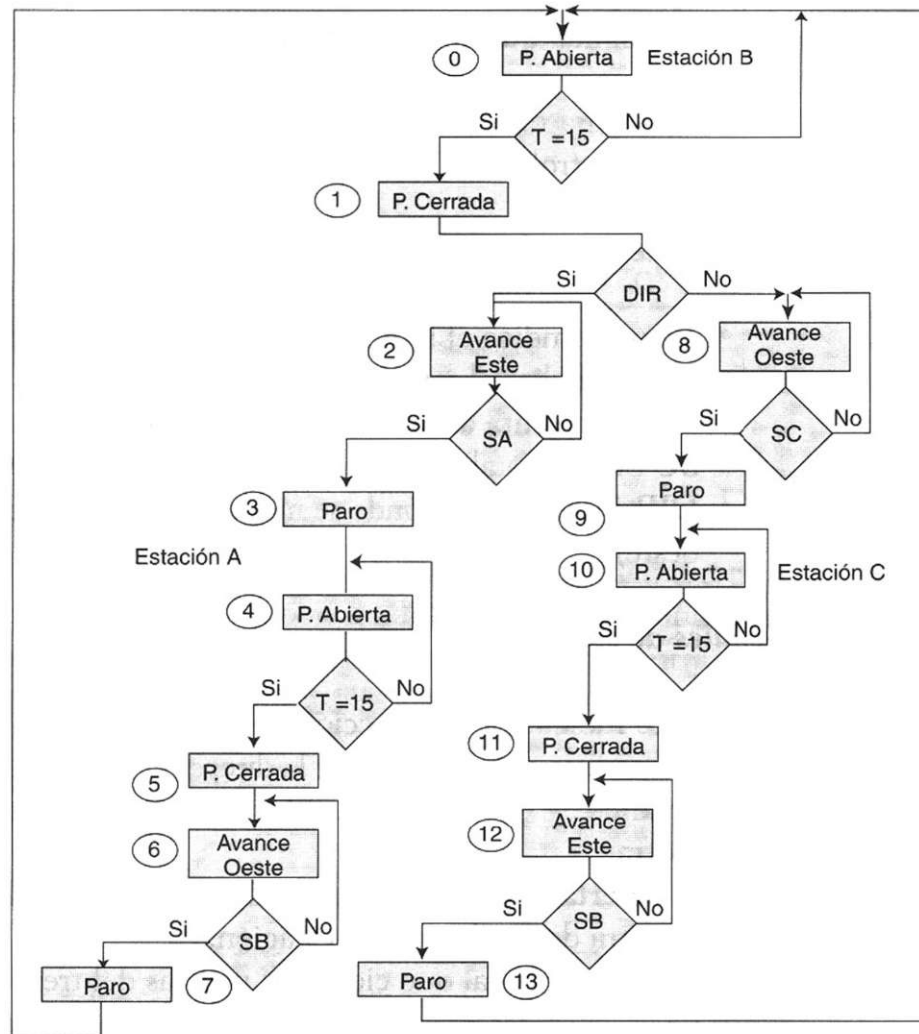 0 P. Abierta Estación B
Si T =15 No
1 P. Cerrada
Si DIR No
2 Avance
Este
8 Avance
Oeste
Si SA No
Si SC No
3 Paro
9 Paro
Estación A
10 P. Abierta Estación C
4 P. Abierta
Si T =15 No
Si T =15 No
5 P. Cerrada
11 P. Cerrada
6 Avance
Oeste
12 Avance
Este
Si SB No
Si SB No
Paro 7
Paro 13